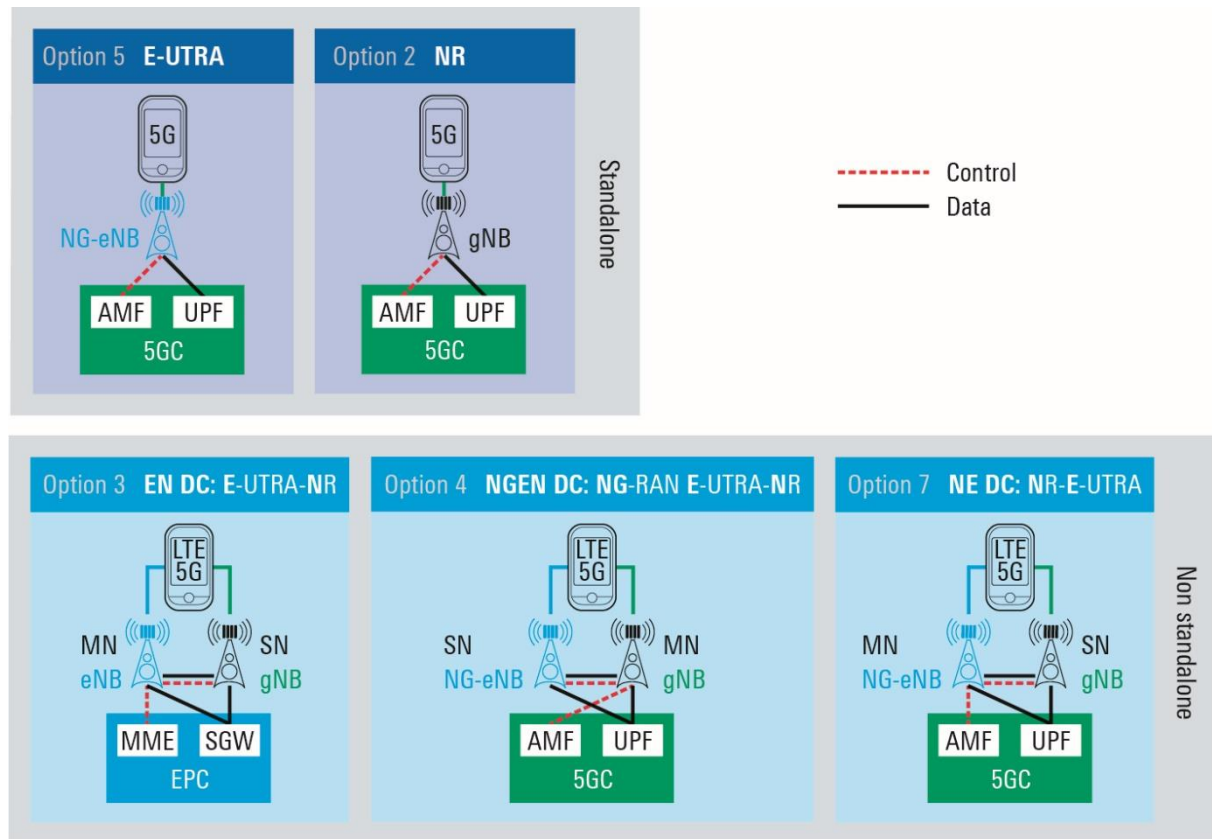 Option 5 E-UTRA
5G
NG-eNB
AMF UPF
5GC
Option 2 NR
5G
gNB
AMF UPF
5GC
Standalone
Control
Data
Option 3 EN DC: E-UTRA-NR
LTE
5G
MN SN
eNB gNB
MME SGW
EPC
Option 4 NGEN DC: NG-RAN E-UTRA-NR
LTE
5G
SN MN
NG-eNB gNB
AMF UPF
5GC
Option 7 NE DC: NR-E-UTRA
LTE
5G
MN SN
NG-eNB gNB
AMF UPF
5GC
Non standalone